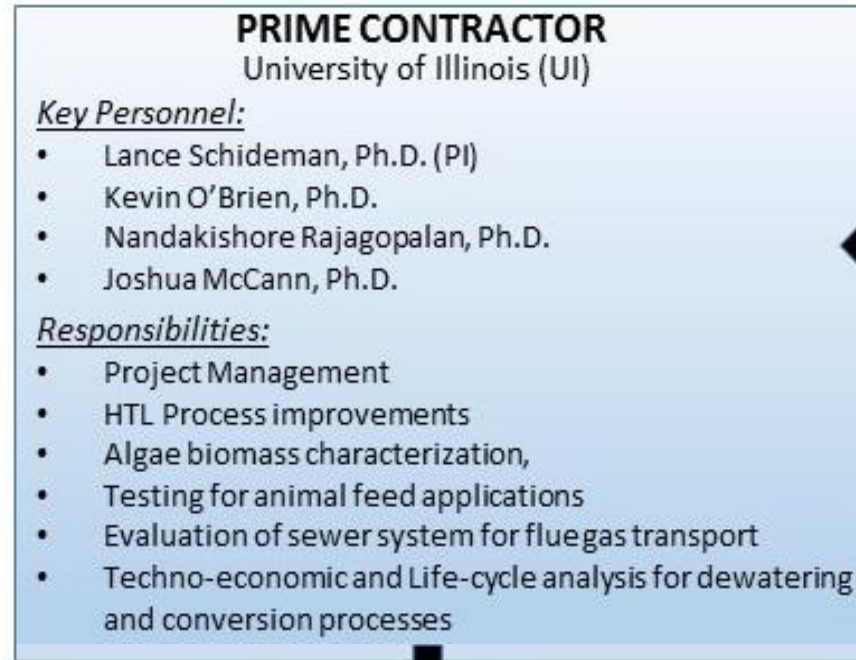 PRIME CONTRACTOR
University of Illinois (UI)
Key Personnel:
• Lance Schideman, Ph.D. (PI)
• Kevin O’Brien, Ph.D.
• Nandakishore Rajagopalan, Ph.D.
• Joshua McCann, Ph.D.
Responsibilities:
• Project Management
• HTL Process improvements
• Algae biomass characterization,
• Testing for animal feed applications
• Evaluation of sewer system for flue gas transport
• Techno-economic and Life-cycle analysis for dewatering
and conversion processes